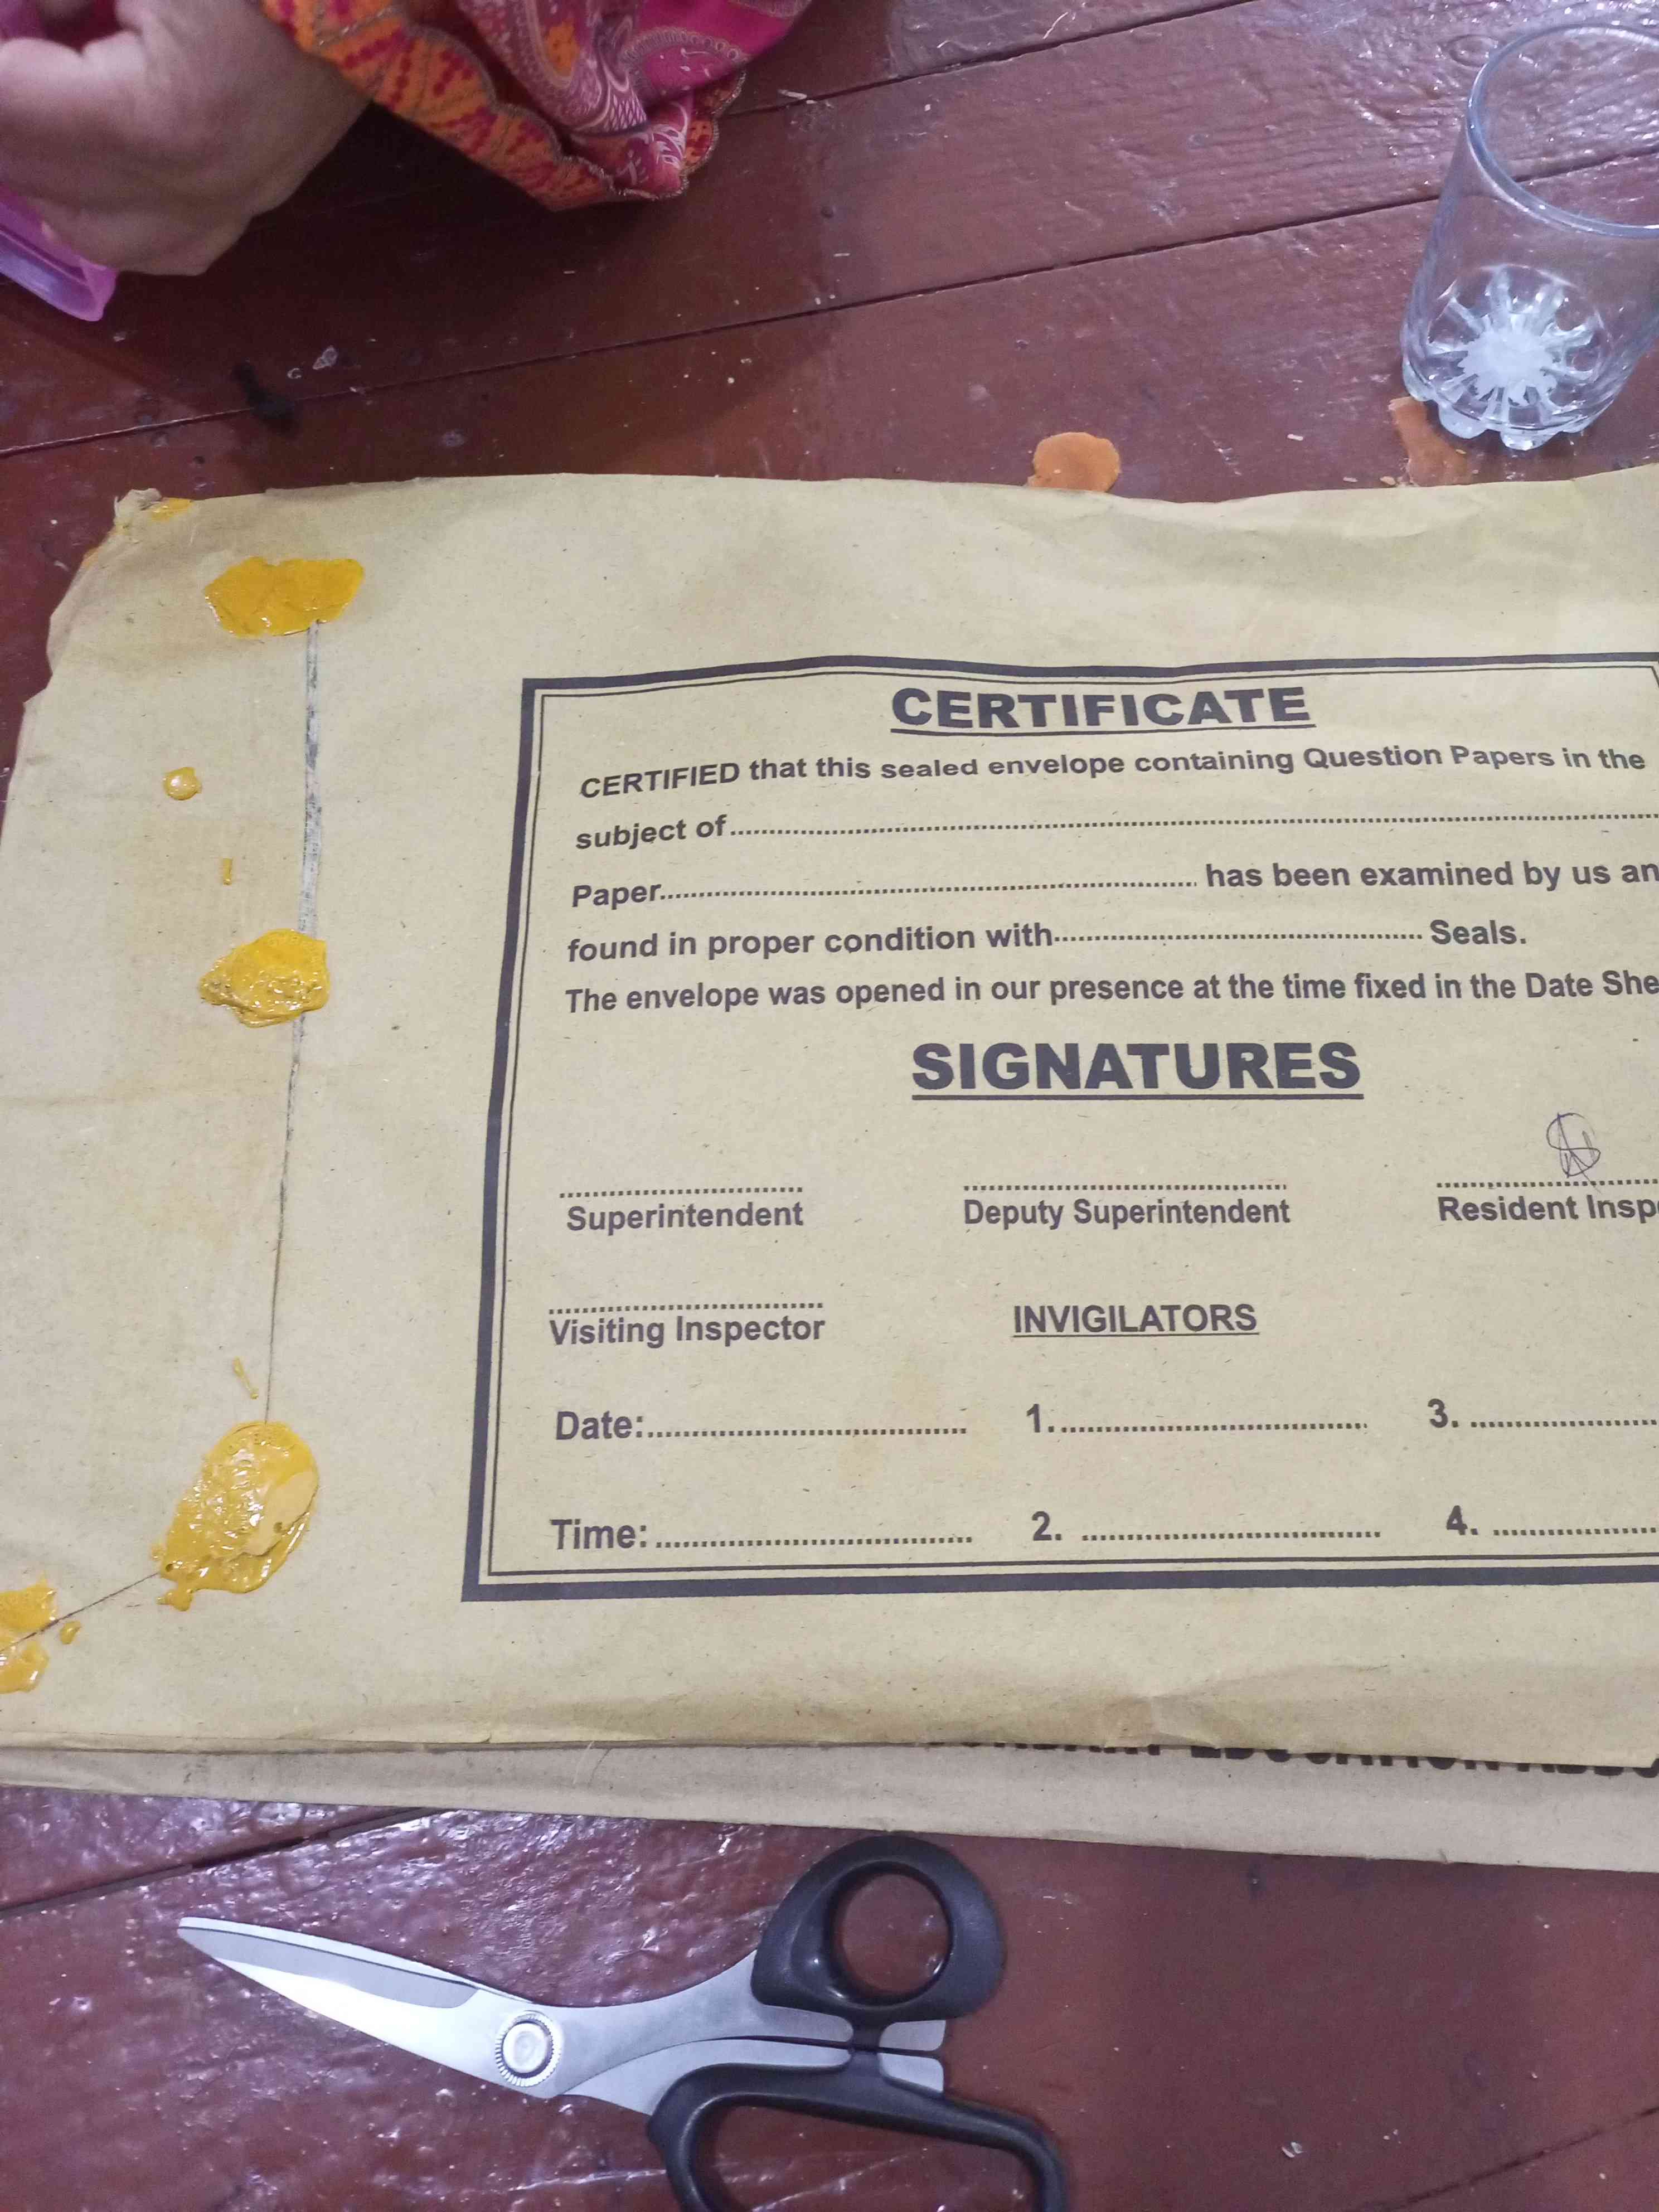 CERTIFICATE
CERTIFIED that this sealed envelope containing Question Papers in the
subject of
Paper has been examined by us an
found in proper condition with Seals.
The envelope was opened in our presence at the time fixed in the Date She
SIGNATURES
Superintendent Deputy Superintendent Resident Insp
Visiting Inspector INVIGILATORS
Date: 1. 3.
Time: 2. 4.
EDUCATION